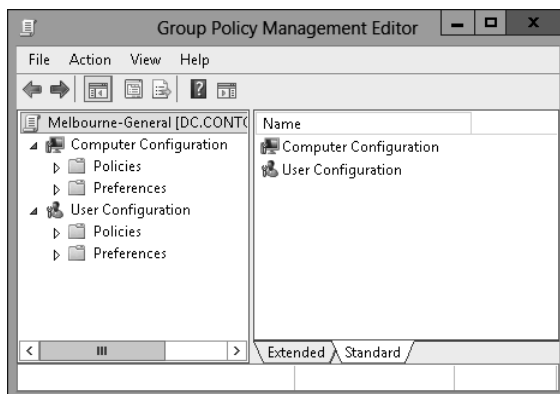 Group Policy Management Editor
File Action View Help
Melbourne-General [DC.CONT
Computer Configuration
Policies
Preferences
User Configuration
Policies
Preferences
Name
Computer Configuration
User Configuration
Extended Standard